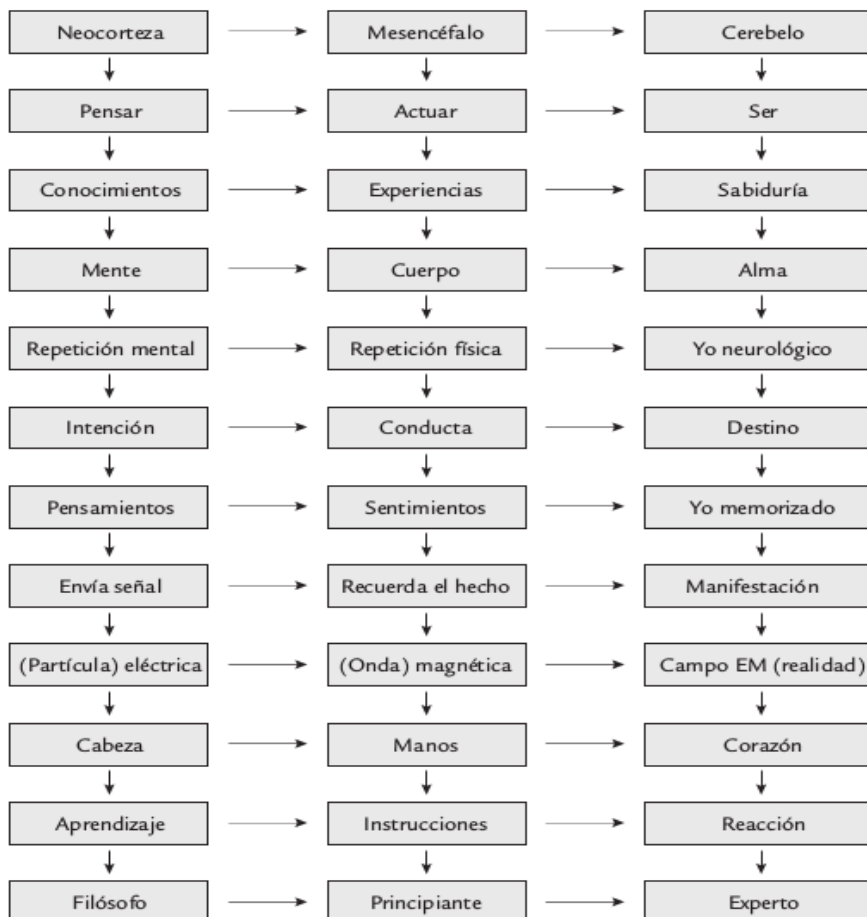 Neocorteza Mesencéfalo Cerebelo
Pensar Actuar Ser
Conocimientos Experiencias Sabiduría
Mente Cuerpo Alma
Repetición mental Repetición física Yo neurológico
Intención Conducta Destino
Pensamientos Sentimientos Yo memorizado
Envía señal Recuerda el hecho Manifestación
(Partícula) eléctrica (Onda) magnética Campo EM (realidad)
Cabeza Manos Corazón
Aprendizaje Instrucciones Reacción
Filósofo Principiante Experto